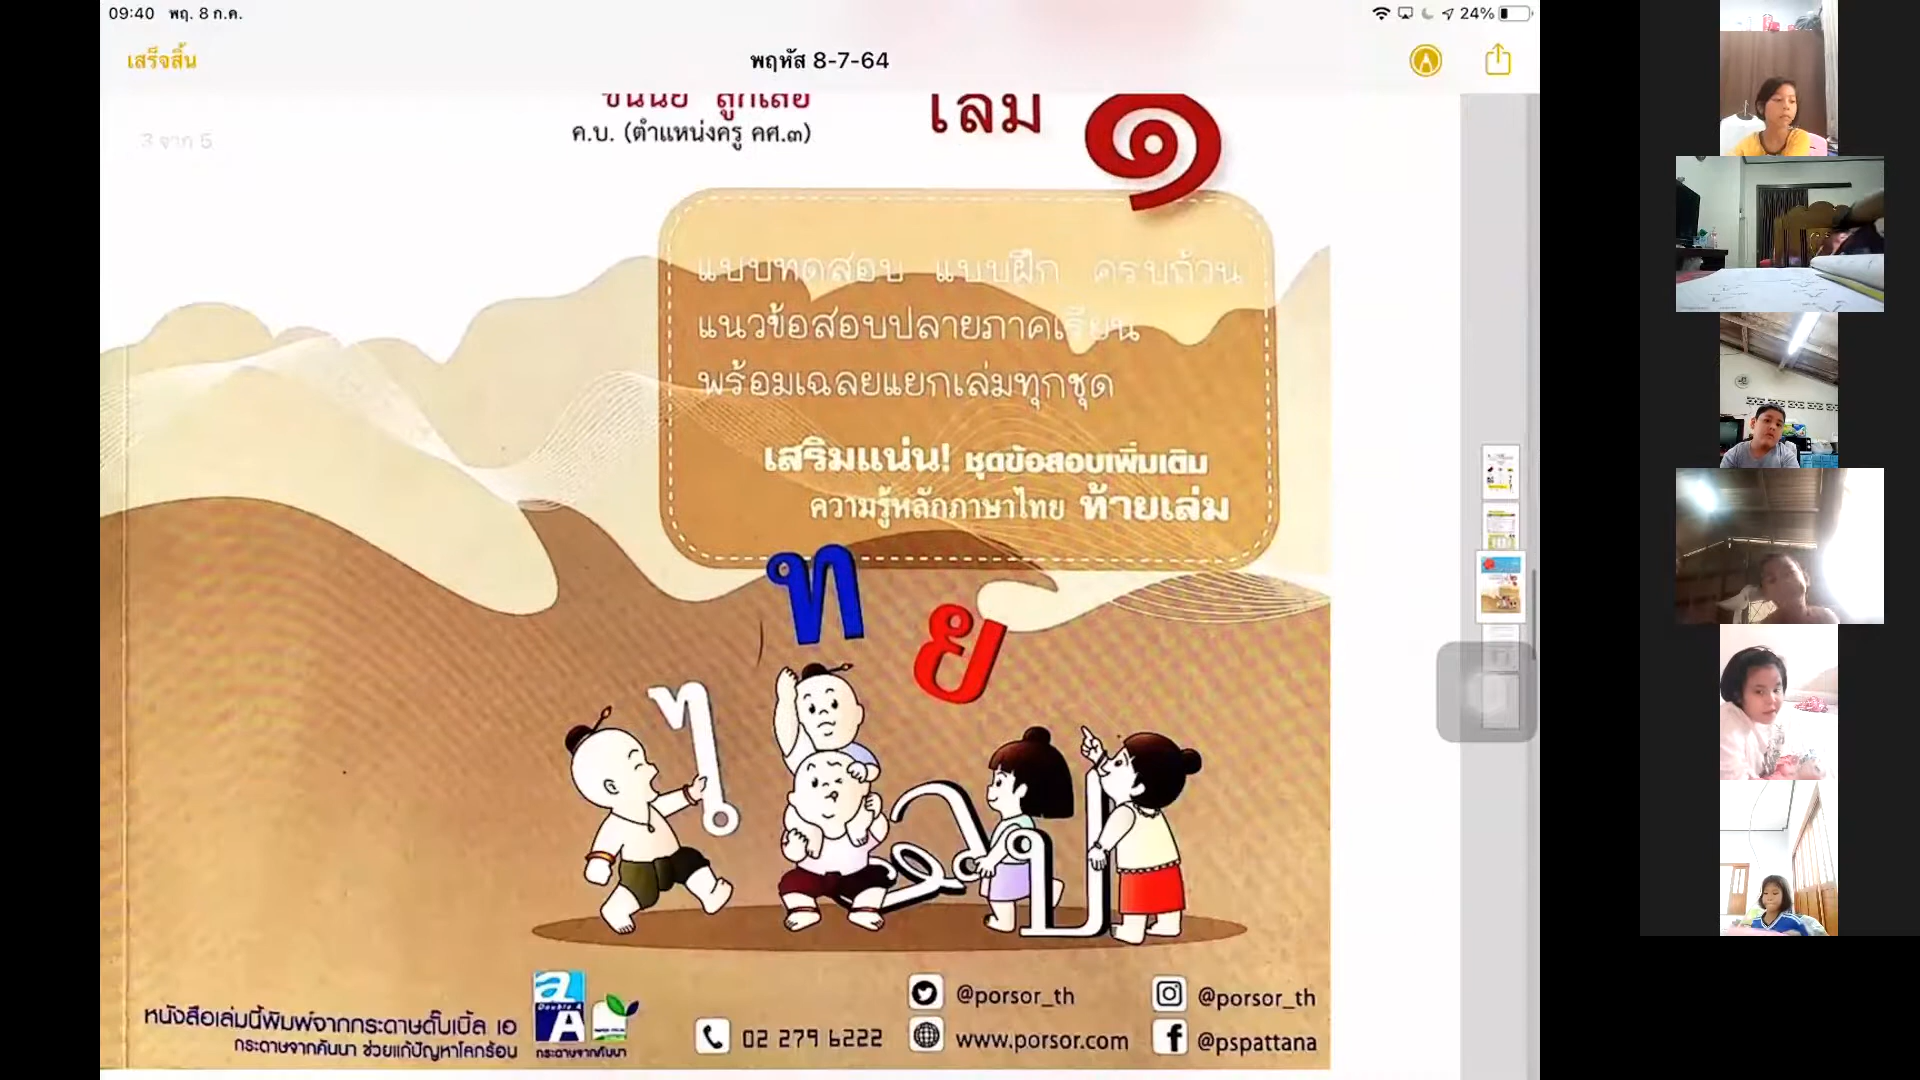 09:40 พฤ. 8 ก.ค.
24%
เสร็จสิ้น
พฤหัส 8-7-64
3 จาก 5
ค.บ. (ตำแหน่งครู คศ.๓)
เล่ม ๑
แบบทดสอบ แบบฝึก ครบถ้วน
แนวข้อสอบปลายภาคเรียน
พร้อมเฉลยแยกเล่มทุกชุด
เสริมแน่น! ชุดข้อสอบเพิ่มเติม
ความรู้หลักภาษาไทย ท้ายเล่ม
ท
ย
ไ
บ
หนังสือเล่มนี้พิมพ์จากกระดาษดั๊บเบิ้ล เอ
กระดาษจากคันนา ช่วยแก้ปัญหาโลกร้อน
a
Double A
A
กระดาษจากคันนา
02 279 6222
@porsor_th
www.porsor.com
@porsor_th
@pspattana